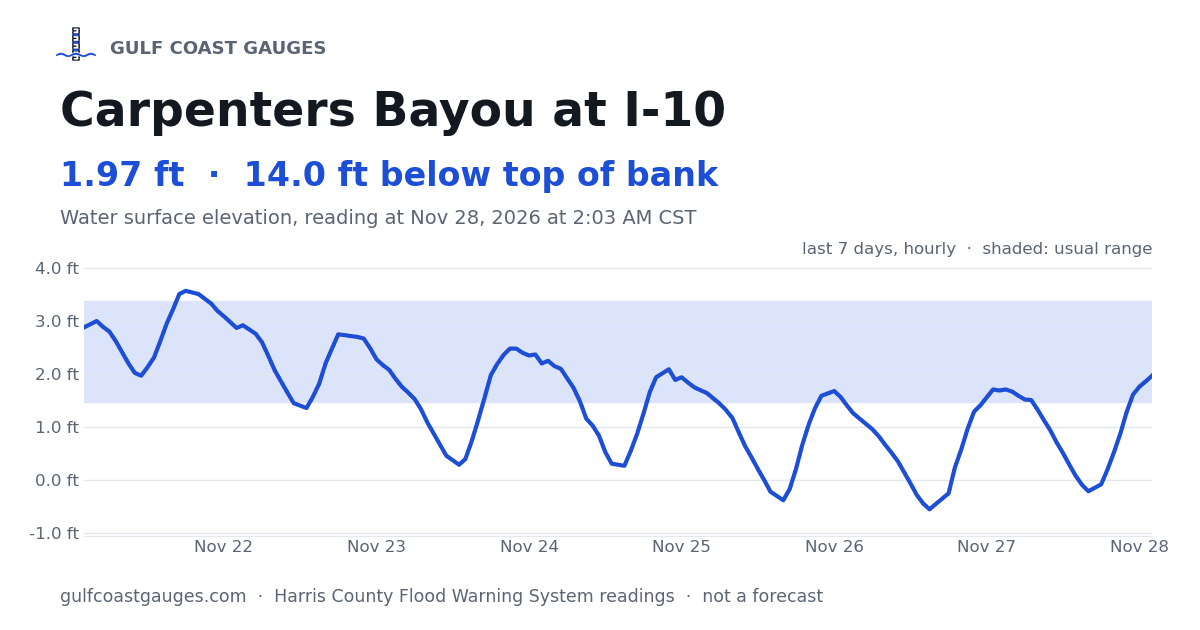 GULF COAST GAUGES
Carpenters Bayou at I-10
1.97 ft · 14.0 ft below top of bank
Water surface elevation, reading at Nov 28, 2026 at 2:03 AM CST
last 7 days, hourly · shaded: usual range
4.0 ft
3.0 ft
2.0 ft
1.0 ft
0.0 ft
-1.0 ft
Nov 22 Nov 23 Nov 24 Nov 25 Nov 26 Nov 27 Nov 28
gulfcoastgauges.com · Harris County Flood Warning System readings · not a forecast